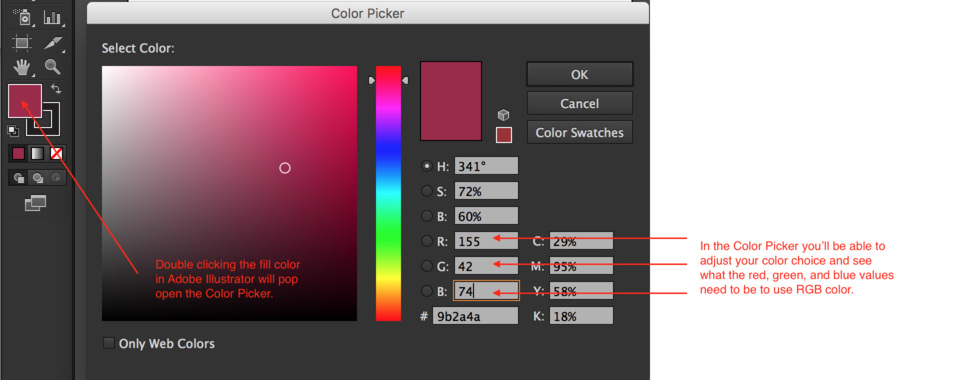 Color Picker
Select Color:
OK
Cancel
Color Swatches
H: 341°
S: 72%
B: 60%
R: 155 C: 29%
G: 42 M: 95%
B: 74 Y: 58%
# 9b2a4a K: 18%
Only Web Colors
Double clicking the fill color
in Adobe Illustrator will pop
open the Color Picker.
In the Color Picker you'll be able to
adjust your color choice and see
what the red, green, and blue values
need to be to use RGB color.